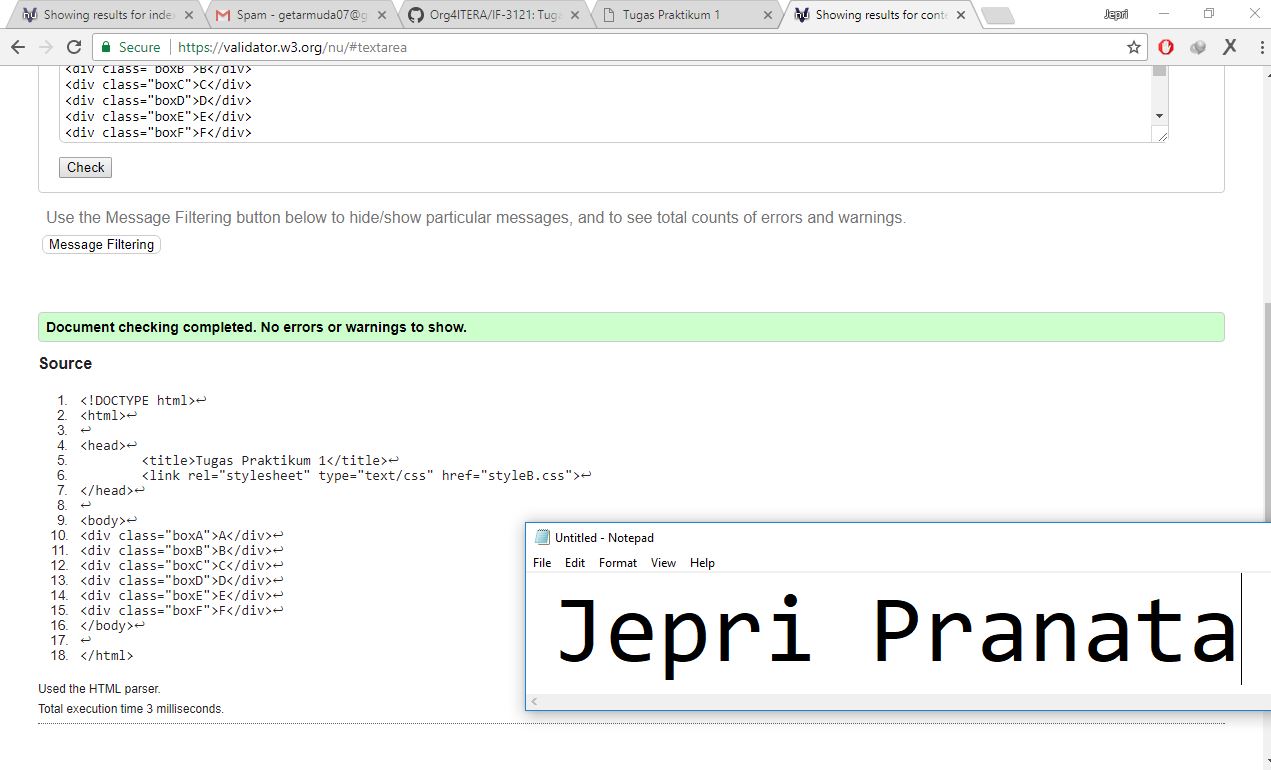 Showing results for index
Spam - getarmuda07@g
Org4ITERA/IF-3121: Tuga
Tugas Praktikum 1
Showing results for conte
Jepri
Secure
https://validator.w3.org/nu/#textarea
<div class="boxB">B</div>
<div class="boxC">C</div>
<div class="boxD">D</div>
<div class="boxE">E</div>
<div class="boxF">F</div>
Check
Use the Message Filtering button below to hide/show particular messages, and to see total counts of errors and warnings.
Message Filtering
Document checking completed. No errors or warnings to show.
Source
1. <!DOCTYPE html>↩
2. <html>↩
3. ↩
4. <head>↩
5. <title>Tugas Praktikum 1</title>↩
6. <link rel="stylesheet" type="text/css" href="styleB.css">↩
7. </head>↩
8. ↩
9. <body>↩
10. <div class="boxA">A</div>↩
11. <div class="boxB">B</div>↩
12. <div class="boxC">C</div>↩
13. <div class="boxD">D</div>↩
14. <div class="boxE">E</div>↩
15. <div class="boxF">F</div>↩
16. </body>↩
17. ↩
18. </html>
Used the HTML parser.
Total execution time 3 milliseconds.
Untitled - Notepad
File Edit Format View Help
Jepri Pranata